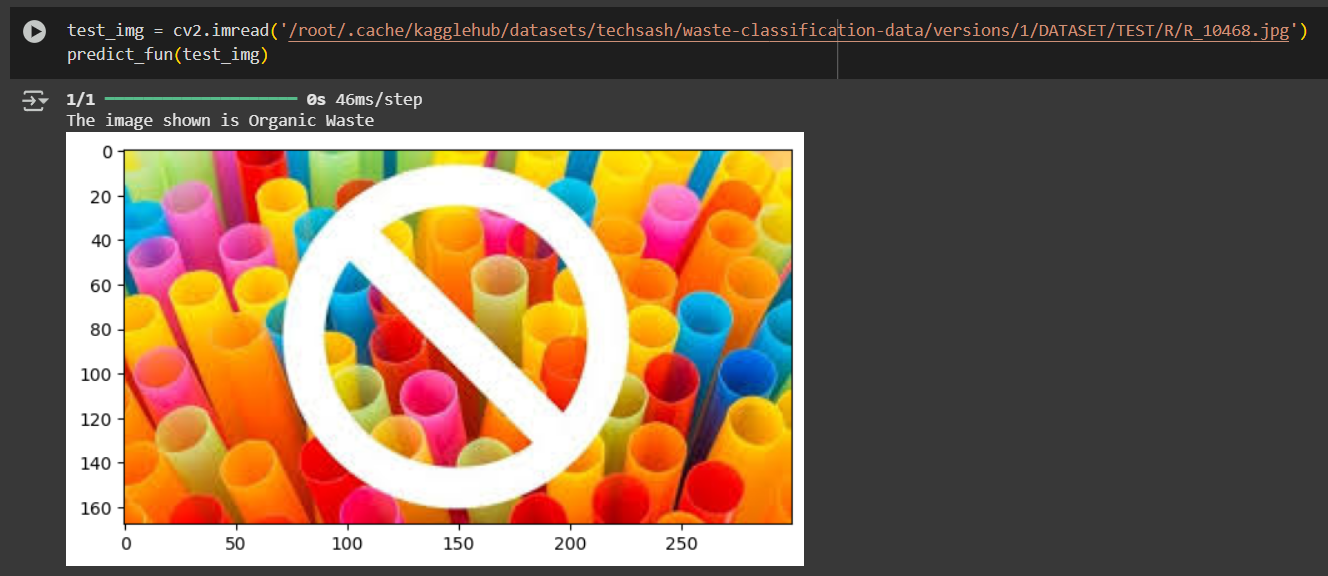 test_img = cv2.imread('/root/.cache/kagglehub/datasets/techsash/waste-classification-data/versions/1/DATASET/TEST/R/R_10468.jpg')
predict_fun(test_img)
1/1 ━━━━━━━━━━━━━━━━━━━━ 0s 46ms/step
The image shown is Organic Waste
0
20
40
60
80
100
120
140
160
0 50 100 150 200 250